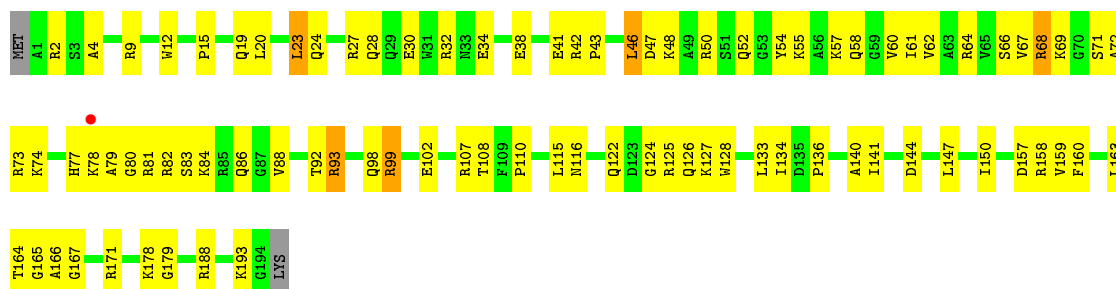 MET A1 R2 S3 A4 R9 W12 P15 Q19 L20 L23 Q24 R27 Q28 Q29 E30 W31 R32 N33 E34 E38 E41 R42 P43 L46 D47 K48 A49 R50 S51 Q52 G53 Y54 K55 A56 K57 Q58 G59 V60 I61 V62 A63 R64 V65 S66 V67 R68 K69 G70 S71
R73 K74 H77 K78 A79 G80 R81 R82 S83 K84 R85 Q86 G87 V88 T92 R93 Q98 R99 E102 R107 T108 F109 P110 L115 N116 Q122 D123 G124 R125 Q126 K127 W128 L133 I134 D135 P136 A140 I141 D144 L147 I150 D157 R158 V159 F160
T164 G165 A166 G167 R171 K178 G179 R188 K193 G194 LYS